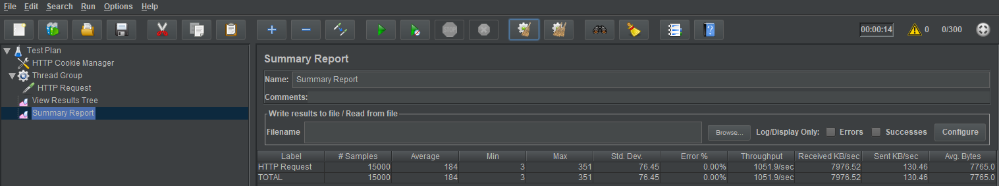 File Edit Search Run Options Help
STOP
00:00:14 0 0/300
Test Plan
HTTP Cookie Manager
Thread Group
HTTP Request
View Results Tree
Summary Report
Summary Report
Name: Summary Report
Comments:
Write results to file / Read from file
Filename Browse... Log/Display Only: Errors Successes Configure
Label # Samples Average Min Max Std. Dev. Error % Throughput Received KB/sec Sent KB/sec Avg. Bytes
HTTP Request 15000 184 3 351 76.45 0.00% 1051.9/sec 7976.52 130.46 7765.0
TOTAL 15000 184 3 351 76.45 0.00% 1051.9/sec 7976.52 130.46 7765.0